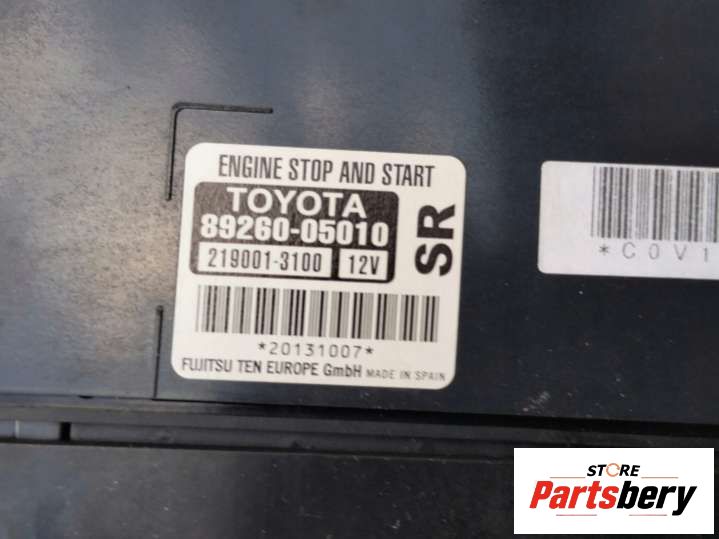 ENGINE STOP AND START
TOYOTA
89260-05010
219001-3100 12V
SR
*20131007*
FUJITSU TEN EUROPE GmbH MADE IN SPAIN
*C0V1
STORE
Partsbery